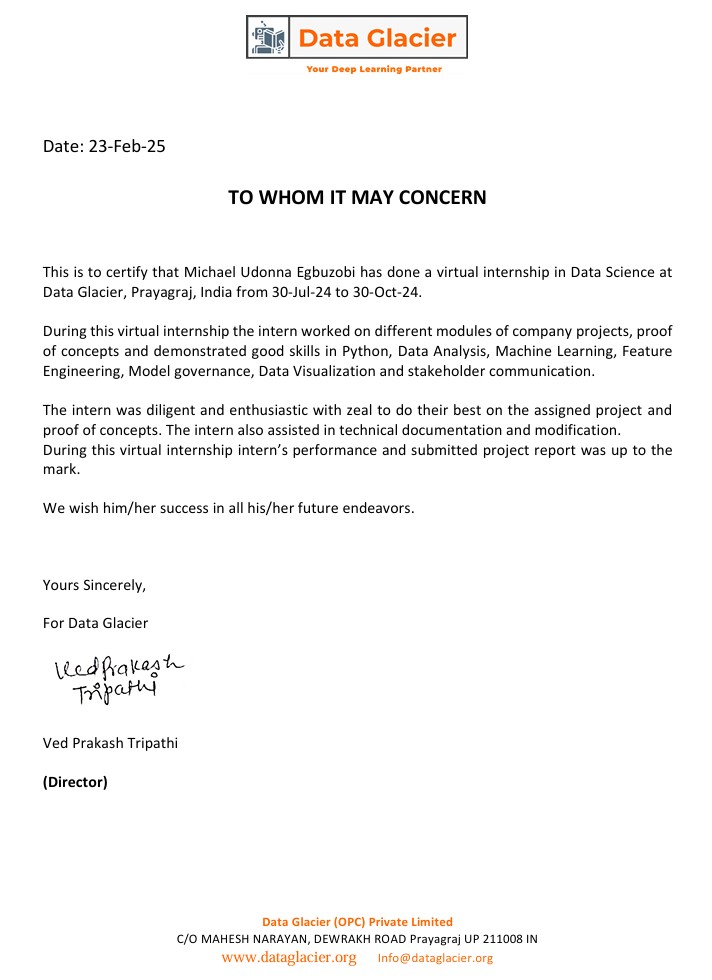 Data Glacier
Your Deep Learning Partner
Date: 23-Feb-25
TO WHOM IT MAY CONCERN
This is to certify that Michael Udonna Egbuzobi has done a virtual internship in Data Science at
Data Glacier, Prayagraj, India from 30-Jul-24 to 30-Oct-24.
During this virtual internship the intern worked on different modules of company projects, proof
of concepts and demonstrated good skills in Python, Data Analysis, Machine Learning, Feature
Engineering, Model governance, Data Visualization and stakeholder communication.
The intern was diligent and enthusiastic with zeal to do their best on the assigned project and
proof of concepts. The intern also assisted in technical documentation and modification.
During this virtual internship intern’s performance and submitted project report was up to the
mark.
We wish him/her success in all his/her future endeavors.
Yours Sincerely,
For Data Glacier
Ved Prakash
Tripathi
Ved Prakash Tripathi
(Director)
Data Glacier (OPC) Private Limited
C/O MAHESH NARAYAN, DEWRAKH ROAD Prayagraj UP 211008 IN
www.dataglacier.org Info@dataglacier.org